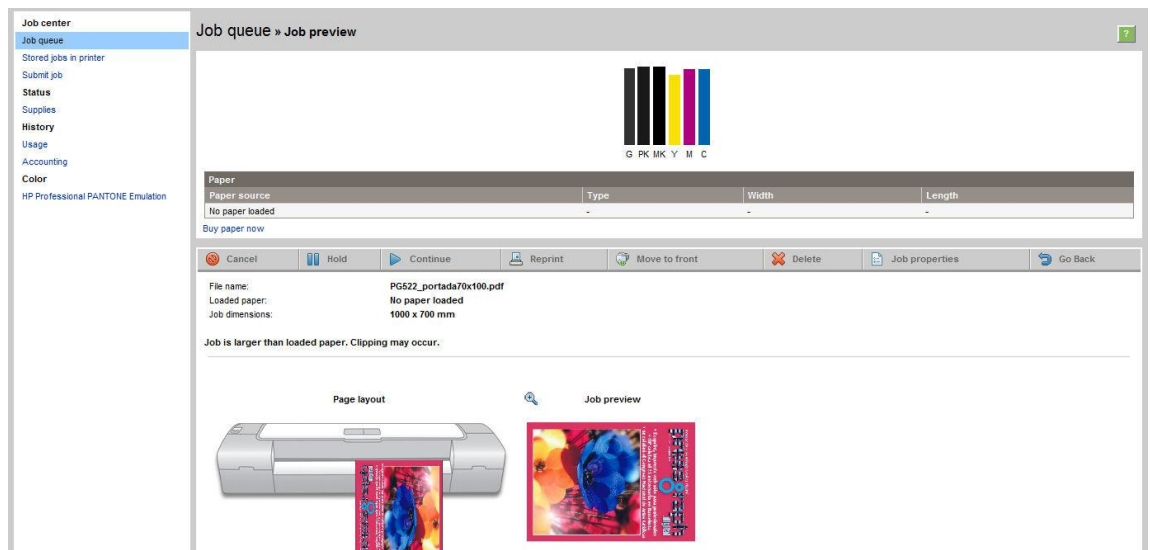 Job center
Job queue
Stored jobs in printer
Submit job
Status
Supplies
History
Usage
Accounting
Color
HP Professional PANTONE Emulation
Job queue » Job preview
?
G PK MK Y M C
Paper
Paper source Type Width Length
No paper loaded - - -
Buy paper now
Cancel Hold Continue Reprint Move to front Delete Job properties Go Back
File name: PG522_portada70x100.pdf
Loaded paper: No paper loaded
Job dimensions: 1000 x 700 mm
Job is larger than loaded paper. Clipping may occur.
Page layout Job preview